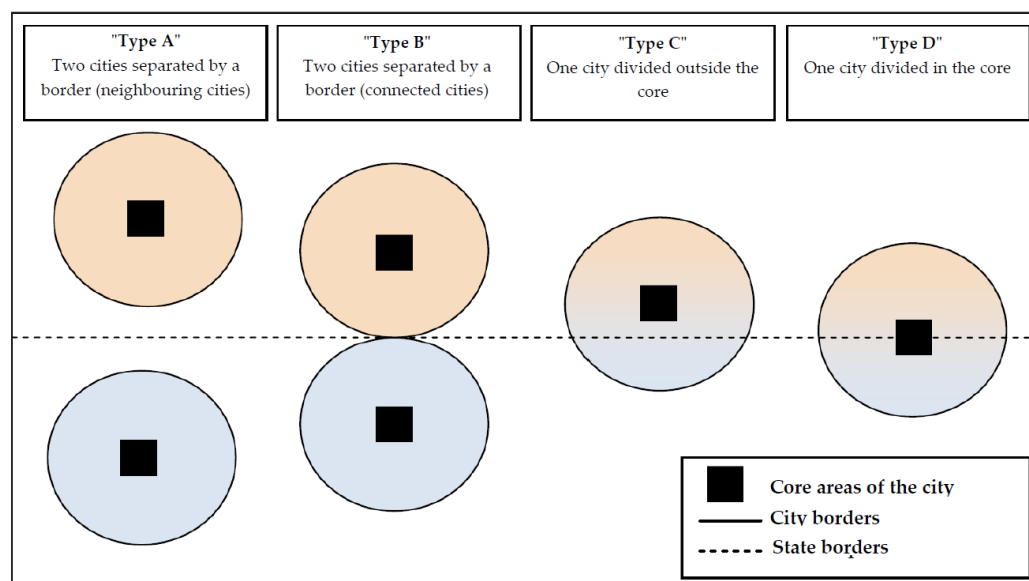 "Type A"
Two cities separated by a
border (neighbouring cities)
"Type B"
Two cities separated by a
border (connected cities)
"Type C"
One city divided outside the
core
"Type D"
One city divided in the core
Core areas of the city
City borders
State borders